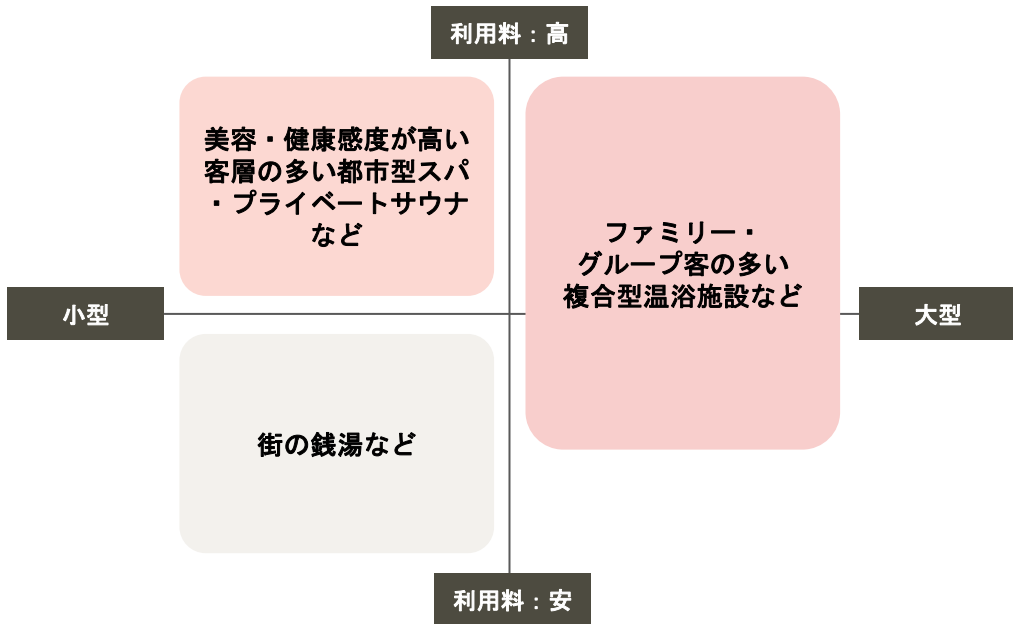 利用料：高
美容・健康感度が高い
客層の多い都市型スパ
・プライベートサウナ
など
ファミリー・
グループ客の多い
複合型温浴施設など
小型
大型
街の銭湯など
利用料：安